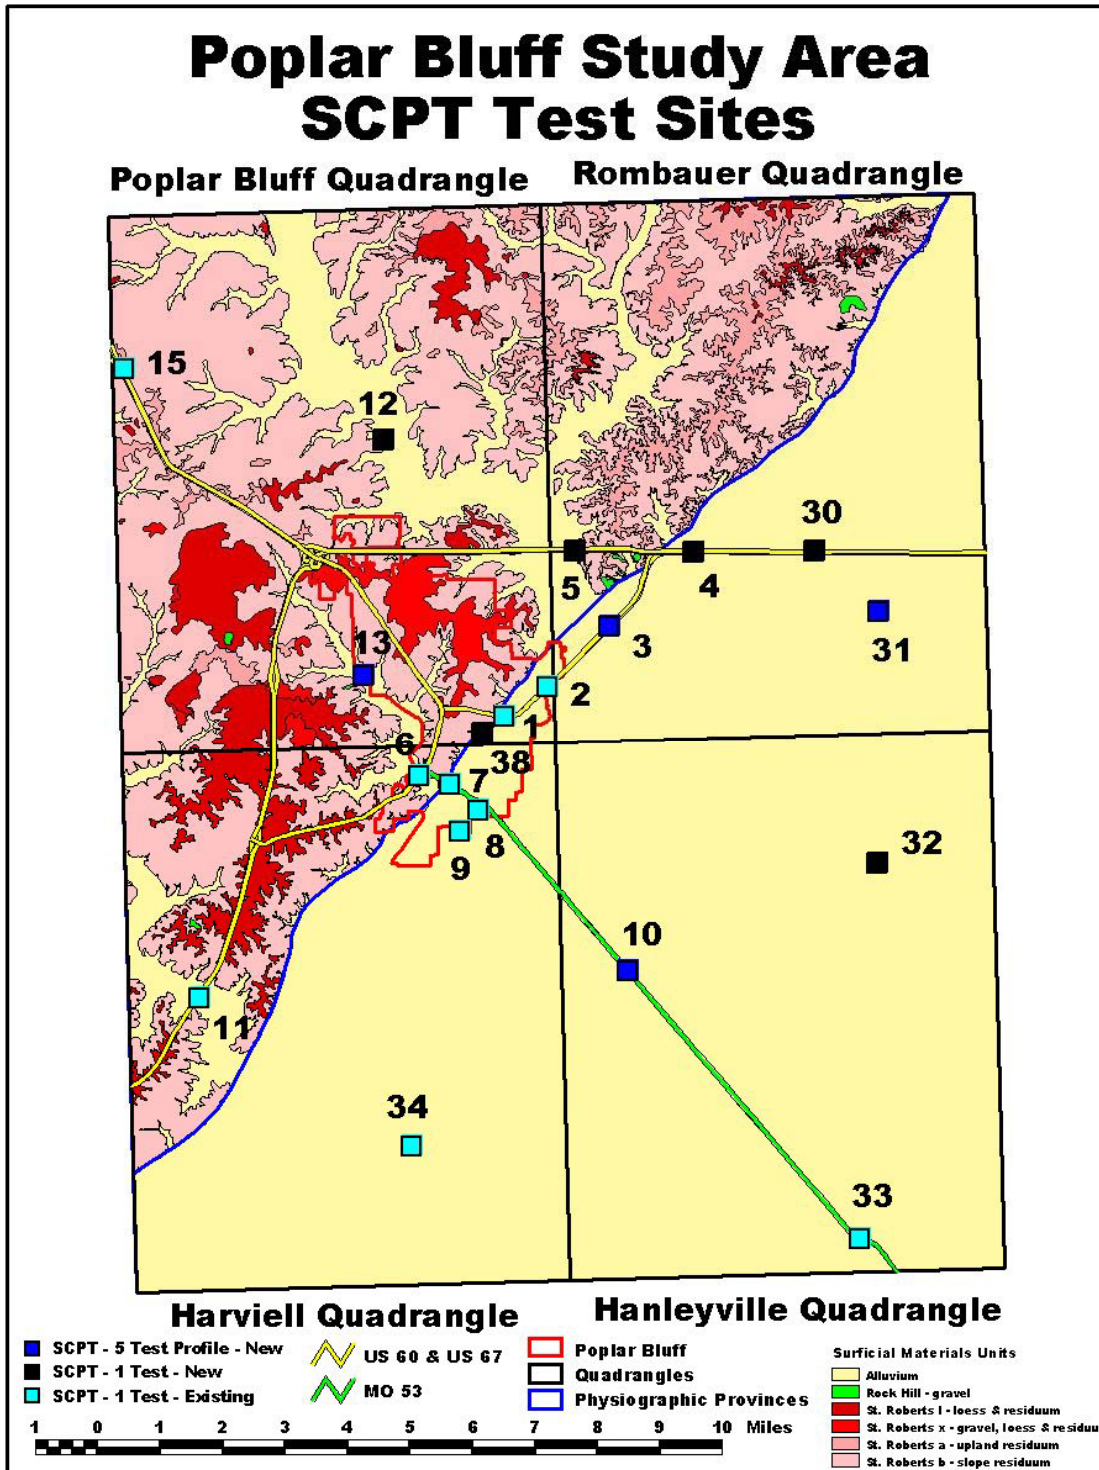 Poplar Bluff Study Area
SCPT Test Sites
Poplar Bluff Quadrangle
Rombauer Quadrangle
15
12
30
5
4
13
3
31
2
1
6
38
7
8
9
32
10
11
34
33
Harviell Quadrangle
Hanleyville Quadrangle
SCPT - 5 Test Profile - New
SCPT - 1 Test - New
SCPT - 1 Test - Existing
US 60 & US 67
MO 53
Poplar Bluff
Quadrangles
Physiographic Provinces
Surficial Materials Units
Alluvium
Rock Hill - gravel
St. Roberts l - loess & residuum
St. Roberts x - gravel, loess & residuu
St. Roberts a - upland residuum
St. Roberts b - slope residuum
1 0 1 2 3 4 5 6 7 8 9 10 Miles